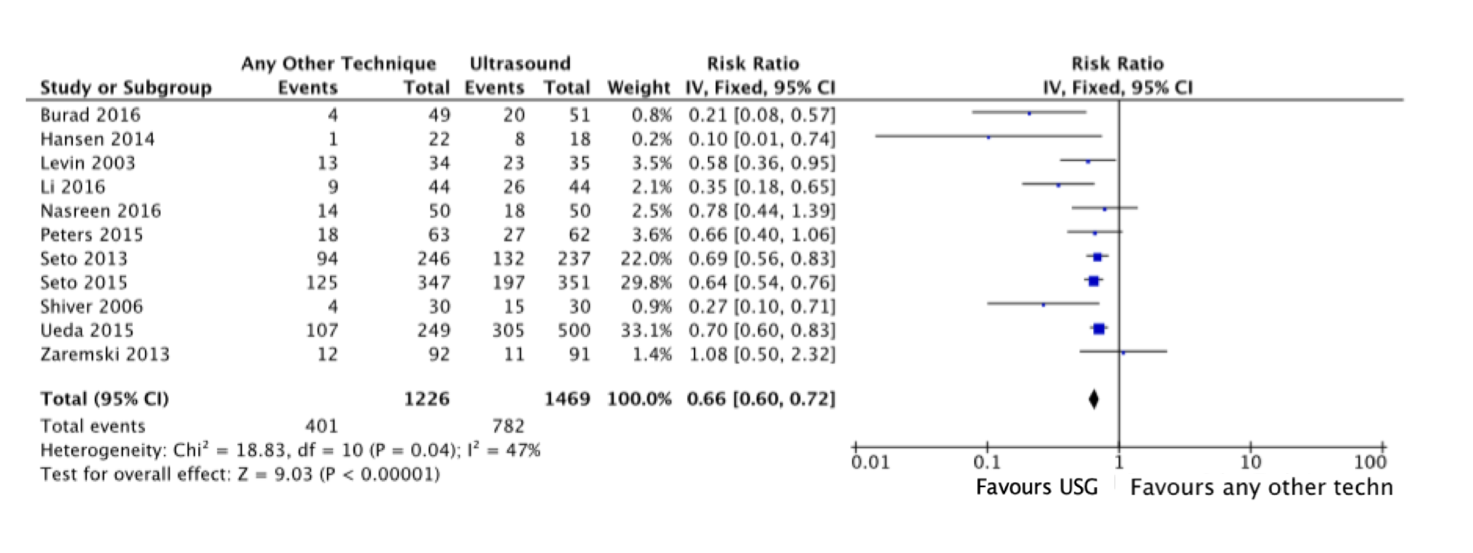 Any Other Technique Ultrasound Risk Ratio Risk Ratio
Study or Subgroup Events Total Events Total Weight IV, Fixed, 95% CI IV, Fixed, 95% CI
Burad 2016 4 49 20 51 0.8% 0.21 [0.08, 0.57]
Hansen 2014 1 22 8 18 0.2% 0.10 [0.01, 0.74]
Levin 2003 13 34 23 35 3.5% 0.58 [0.36, 0.95]
Li 2016 9 44 26 44 2.1% 0.35 [0.18, 0.65]
Nasreen 2016 14 50 18 50 2.5% 0.78 [0.44, 1.39]
Peters 2015 18 63 27 62 3.6% 0.66 [0.40, 1.06]
Seto 2013 94 246 132 237 22.0% 0.69 [0.56, 0.83]
Seto 2015 125 347 197 351 29.8% 0.64 [0.54, 0.76]
Shiver 2006 4 30 15 30 0.9% 0.27 [0.10, 0.71]
Ueda 2015 107 249 305 500 33.1% 0.70 [0.60, 0.83]
Zaremski 2013 12 92 11 91 1.4% 1.08 [0.50, 2.32]
Total (95% CI) 1226 1469 100.0% 0.66 [0.60, 0.72]
Total events 401 782
Heterogeneity: Chi² = 18.83, df = 10 (P = 0.04); I² = 47%
Test for overall effect: Z = 9.03 (P < 0.00001)
0.01 0.1 1 10 100
Favours USG Favours any other techn